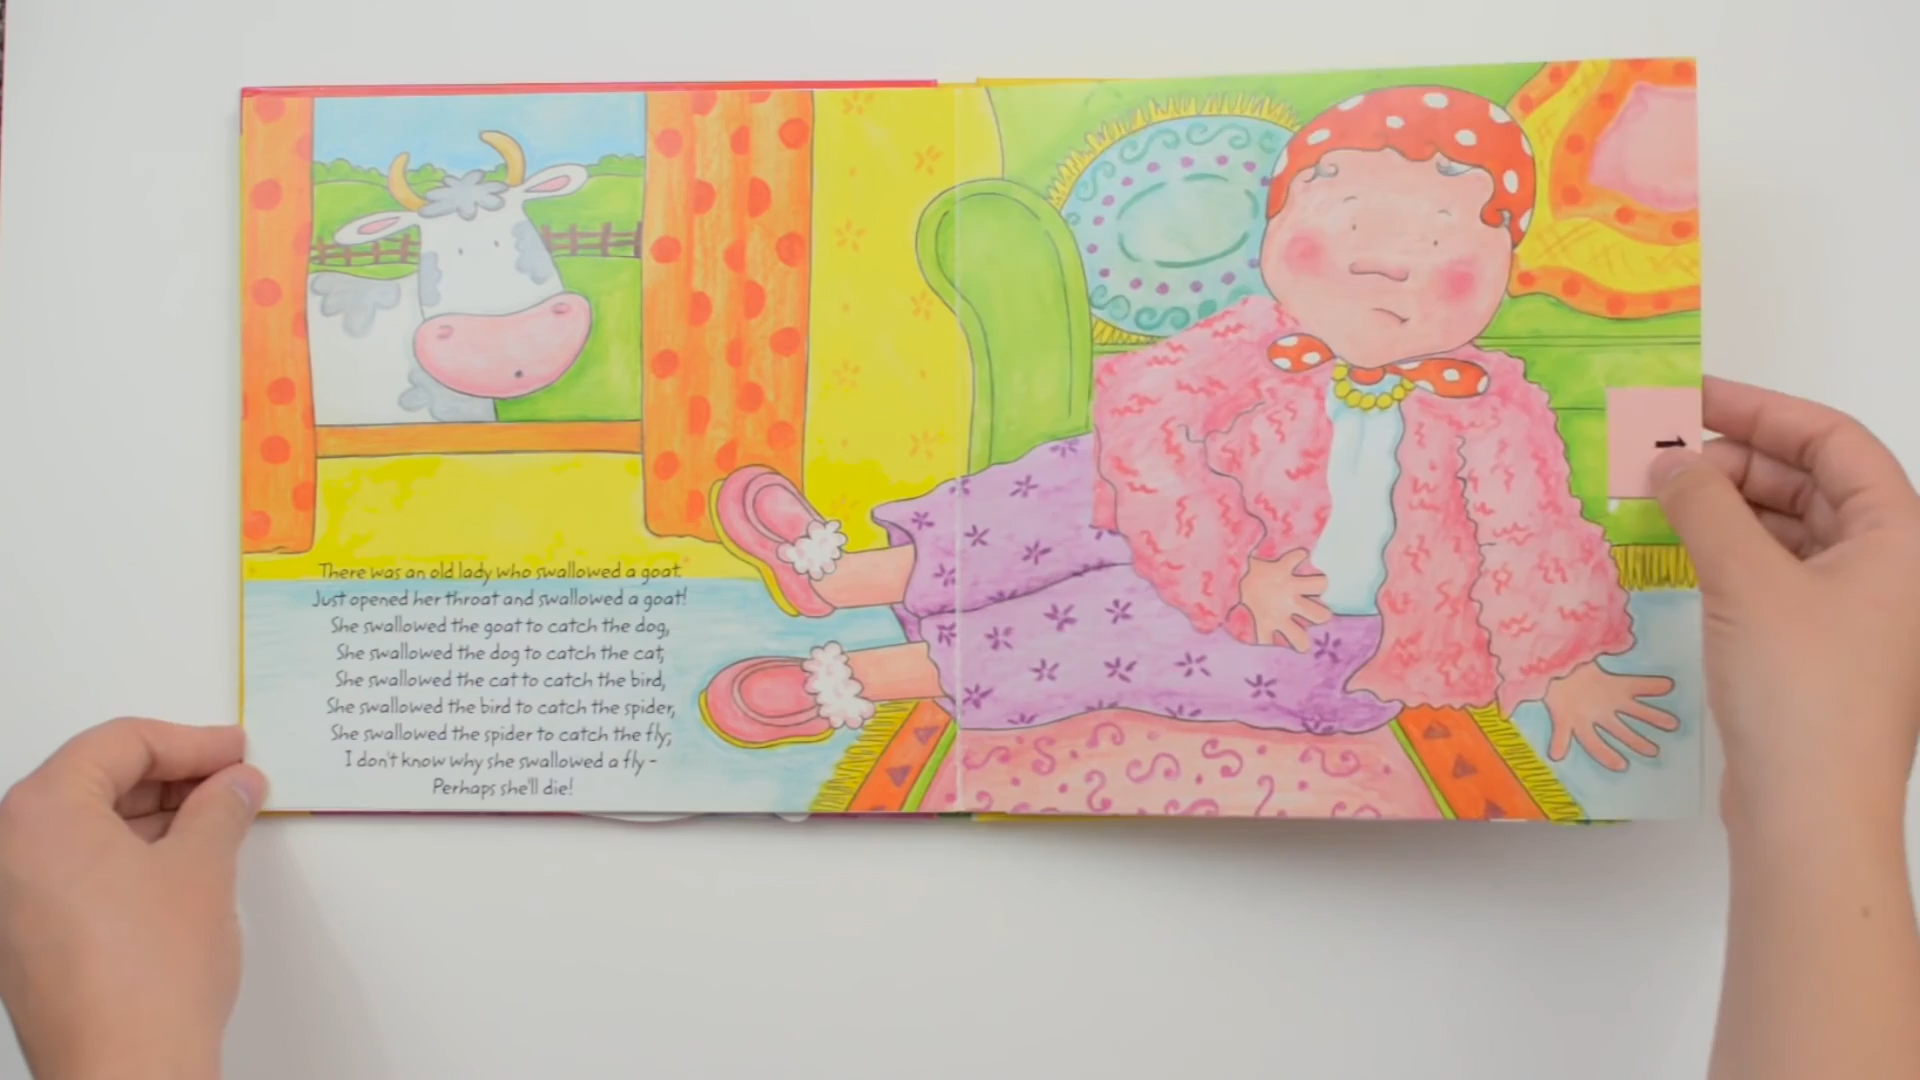 There was an old lady who swallowed a goat.
Just opened her throat and swallowed a goat!
She swallowed the goat to catch the dog,
She swallowed the dog to catch the cat,
She swallowed the cat to catch the bird,
She swallowed the bird to catch the spider,
She swallowed the spider to catch the fly;
I don't know why she swallowed a fly -
Perhaps she'll die!
1